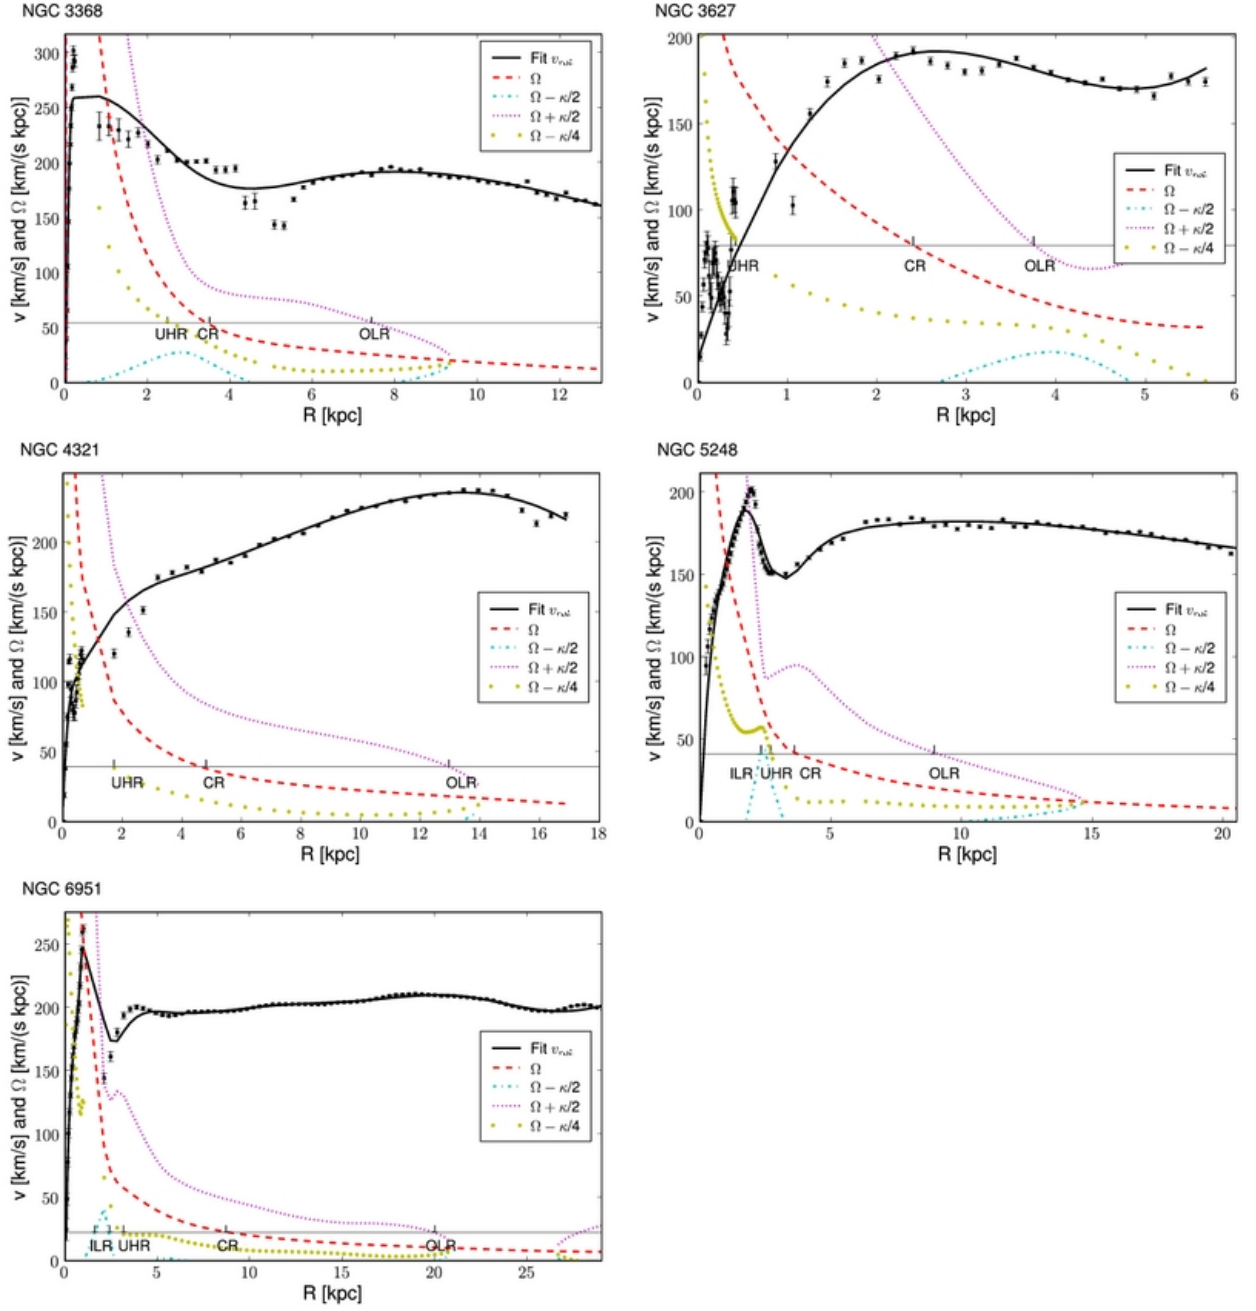 NGC 3368
v [km/s] and Ω [km/(s kpc)]
300
250
200
150
100
50
0
Fit v_rot
Ω
Ω − κ/2
Ω + κ/2
Ω − κ/4
UHR CR OLR
0 2 4 6 8 10 12
R [kpc]
NGC 3627
v [km/s] and Ω [km/(s kpc)]
200
150
100
50
0
Fit v_rot
Ω
Ω − κ/2
Ω + κ/2
Ω − κ/4
UHR CR OLR
0 1 2 3 4 5 6
R [kpc]
NGC 4321
v [km/s] and Ω [km/(s kpc)]
200
150
100
50
0
Fit v_rot
Ω
Ω − κ/2
Ω + κ/2
Ω − κ/4
UHR CR OLR
0 2 4 6 8 10 12 14 16 18
R [kpc]
NGC 5248
v [km/s] and Ω [km/(s kpc)]
200
150
100
50
0
Fit v_rot
Ω
Ω − κ/2
Ω + κ/2
Ω − κ/4
ILR UHR CR OLR
0 5 10 15 20
R [kpc]
NGC 6951
v [km/s] and Ω [km/(s kpc)]
250
200
150
100
50
0
Fit v_rot
Ω
Ω − κ/2
Ω + κ/2
Ω − κ/4
ILR UHR CR OLR
0 5 10 15 20 25
R [kpc]